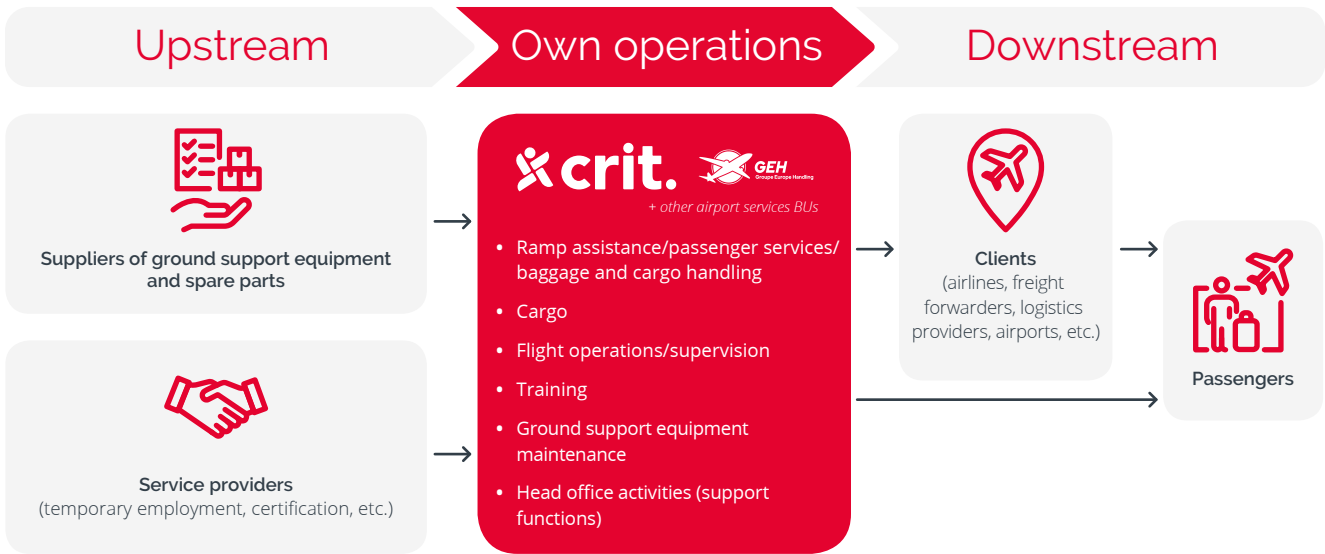 Upstream
Own operations
Downstream
Suppliers of ground support equipment
and spare parts
Service providers
(temporary employment, certification, etc.)
crit.
GEH
Groupe Europe Handling
+ other airport services BUs
• Ramp assistance/passenger services/
baggage and cargo handling
• Cargo
• Flight operations/supervision
• Training
• Ground support equipment
maintenance
• Head office activities (support
functions)
Clients
(airlines, freight
forwarders, logistics
providers, airports, etc.)
Passengers